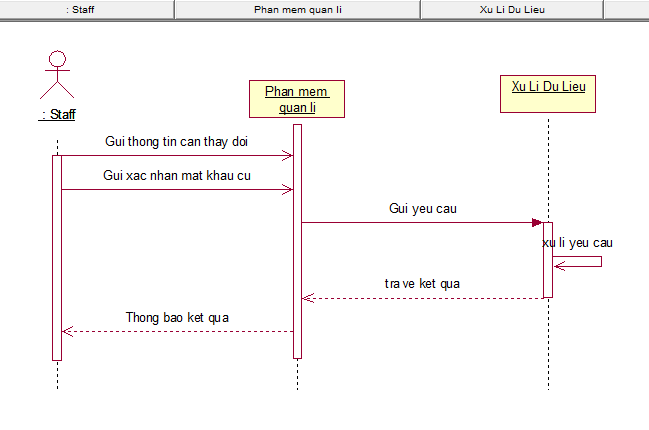 : Staff
Phan mem quan li
Xu Li Du Lieu
: Staff
Phan mem
quan li
Xu Li Du Lieu
Gui thong tin can thay doi
Gui xac nhan mat khau cu
Gui yeu cau
xu li yeu cau
tra ve ket qua
Thong bao ket qua